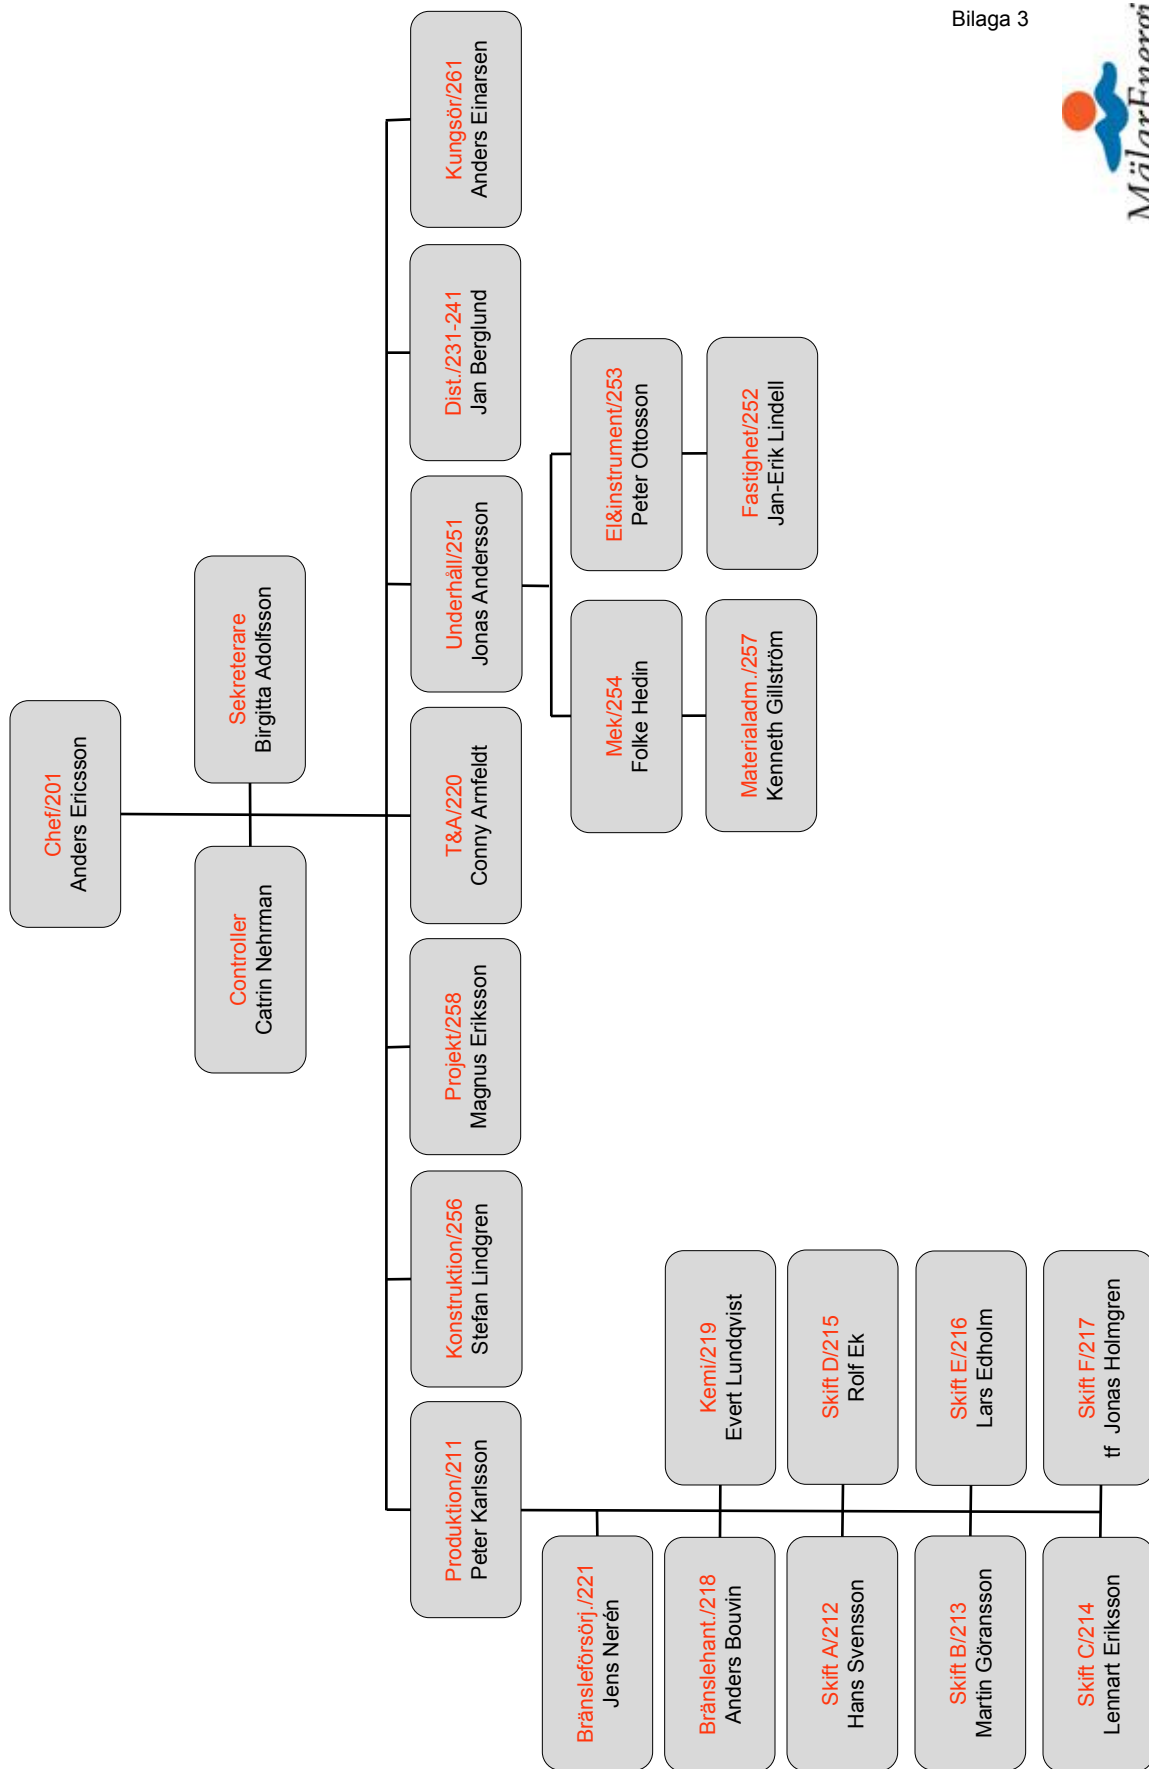 Bilaga 3
MälarEnergi
Chef/201
Anders Ericsson
Controller
Catrin Nehrman
Sekreterare
Birgitta Adolfsson
Produktion/211
Peter Karlsson
Konstruktion/256
Stefan Lindgren
Projekt/258
Magnus Eriksson
T&A/220
Conny Arnfeldt
Underhåll/251
Jonas Andersson
Dist./231-241
Jan Berglund
Kungsör/261
Anders Einarsen
Bränsleförsörj./221
Jens Nerén
Bränslehant./218
Anders Bouvin
Kemi/219
Evert Lundqvist
Skift A/212
Hans Svensson
Skift D/215
Rolf Ek
Skift B/213
Martin Göransson
Skift E/216
Lars Edholm
Skift C/214
Lennart Eriksson
Skift F/217
tf Jonas Holmgren
Mek/254
Folke Hedin
El&instrument/253
Peter Ottosson
Materialadm./257
Kenneth Gillström
Fastighet/252
Jan-Erik Lindell